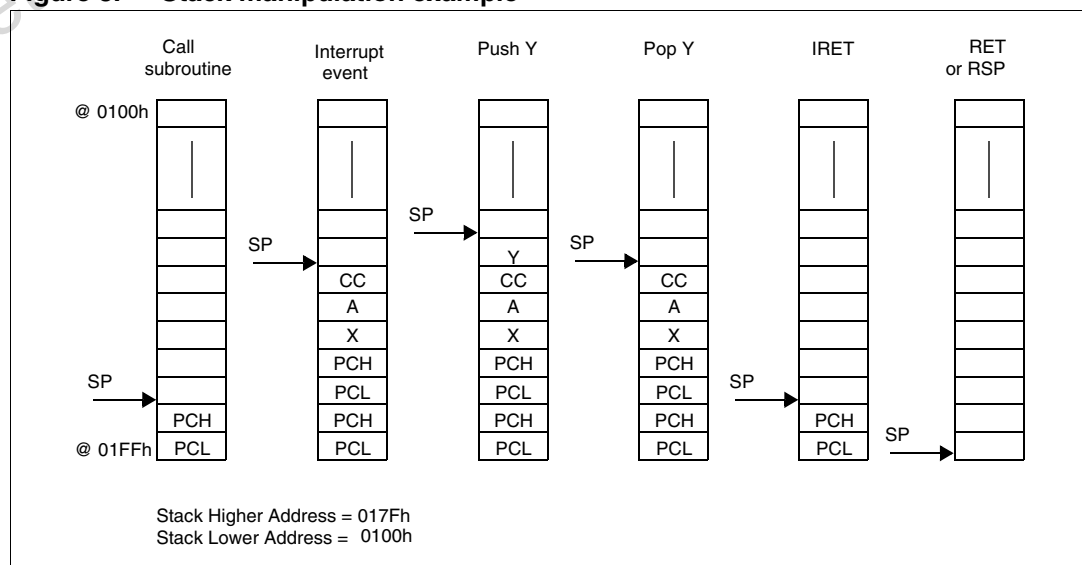 Figure 8. Stack manipulation example
Call subroutine
Interrupt event
Push Y
Pop Y
IRET
RET or RSP
@ 0100h
SP
SP
SP
SP
SP
SP
Y
CC
CC
CC
A
A
A
X
X
X
PCH
PCH
PCH
PCL
PCL
PCL
PCH
PCH
PCH
PCH
PCH
@ 01FFh
PCL
PCL
PCL
PCL
PCL
Stack Higher Address = 017Fh
Stack Lower Address = 0100h